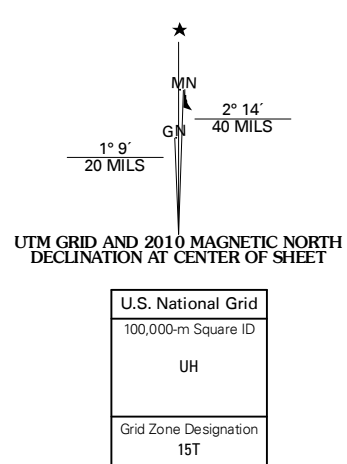 ★
MN
GN
2° 14´
40 MILS
1° 9´
20 MILS
UTM GRID AND 2010 MAGNETIC NORTH
DECLINATION AT CENTER OF SHEET
U.S. National Grid
100,000-m Square ID
UH
Grid Zone Designation
15T